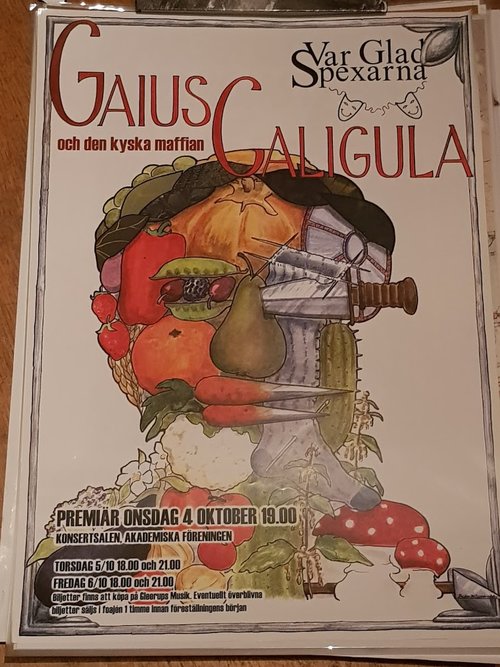 Var Glad
Spexarna
GAIUS
och den kyska maffian
CALIGULA
PREMIÄR ONSDAG 4 OKTOBER 19.00
KONSERTSALEN, AKADEMISKA FÖRENINGEN
TORSDAG 5/10 18.00 och 21.00
FREDAG 6/10 18.00 och 21.00
Biljetter finns att köpa på Gleerups Musik. Eventuellt överblivna
biljetter säljs i foajén 1 timme innan föreställningens början